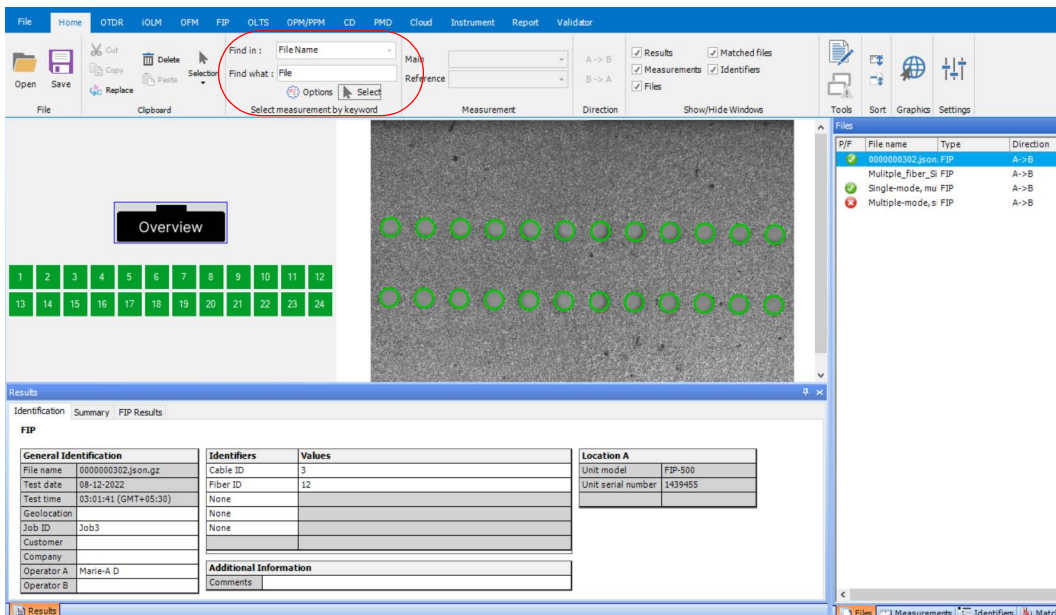 File Home OTDR iOLM OFM FIP OLTS OPM/PPM CD PMD Cloud Instrument Report Validator
Open Save
File
Cut
Copy
Replace
Delete
Paste
Selection
Clipboard
Find in : File Name
Find what : File
Options Select
Select measurement by keyword
Main
Reference
Measurement
A -> B
B -> A
Direction
Results Matched files
Measurements Identifiers
Files
Show/Hide Windows
Tools Sort Graphics Settings
Overview
1 2 3 4 5 6 7 8 9 10 11 12
13 14 15 16 17 18 19 20 21 22 23 24
Files
P/F File name Type Direction
0000000302.json. FIP A->B
Mulitple_fiber_Si FIP A->B
Single-mode, mu FIP A->B
Multiple-mode, s FIP A->B
Results
Identification Summary FIP Results
FIP
General Identification
File name 0000000302.json.gz
Test date 08-12-2022
Test time 03:01:41 (GMT+05:30)
Geolocation
Job ID Job3
Customer
Company
Operator A Marie-A D
Operator B
Identifiers Values
Cable ID 3
Fiber ID 12
None
None
None
Additional Information
Comments
Location A
Unit model FIP-500
Unit serial number 1439455
Results
Files Measurements Identifiers Match